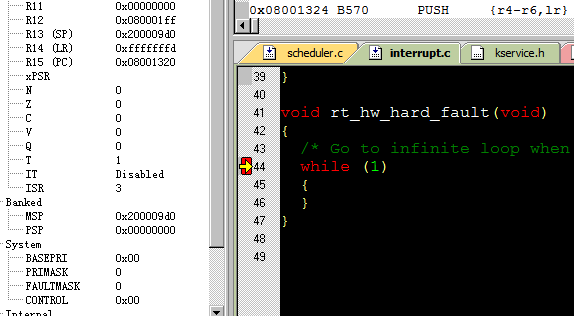 R11 0x00000000
R12 0x080001ff
R13 (SP) 0x200009d0
R14 (LR) 0xfffffffd
R15 (PC) 0x08001320
xPSR
N 0
Z 0
C 0
V 0
Q 0
T 1
IT Disabled
ISR 3
Banked
MSP 0x200009d0
PSP 0x00000000
System
BASEPRI 0x00
PRIMASK 0
FAULTMASK 0
CONTROL 0x00
Internal
0x08001324 B570 PUSH {r4-r6,lr}
scheduler.c interrupt.c kservice.h
39 }
40
41 void rt_hw_hard_fault(void)
42 {
43 /* Go to infinite loop when
44 while (1)
45 {
46 }
47 }
48
49